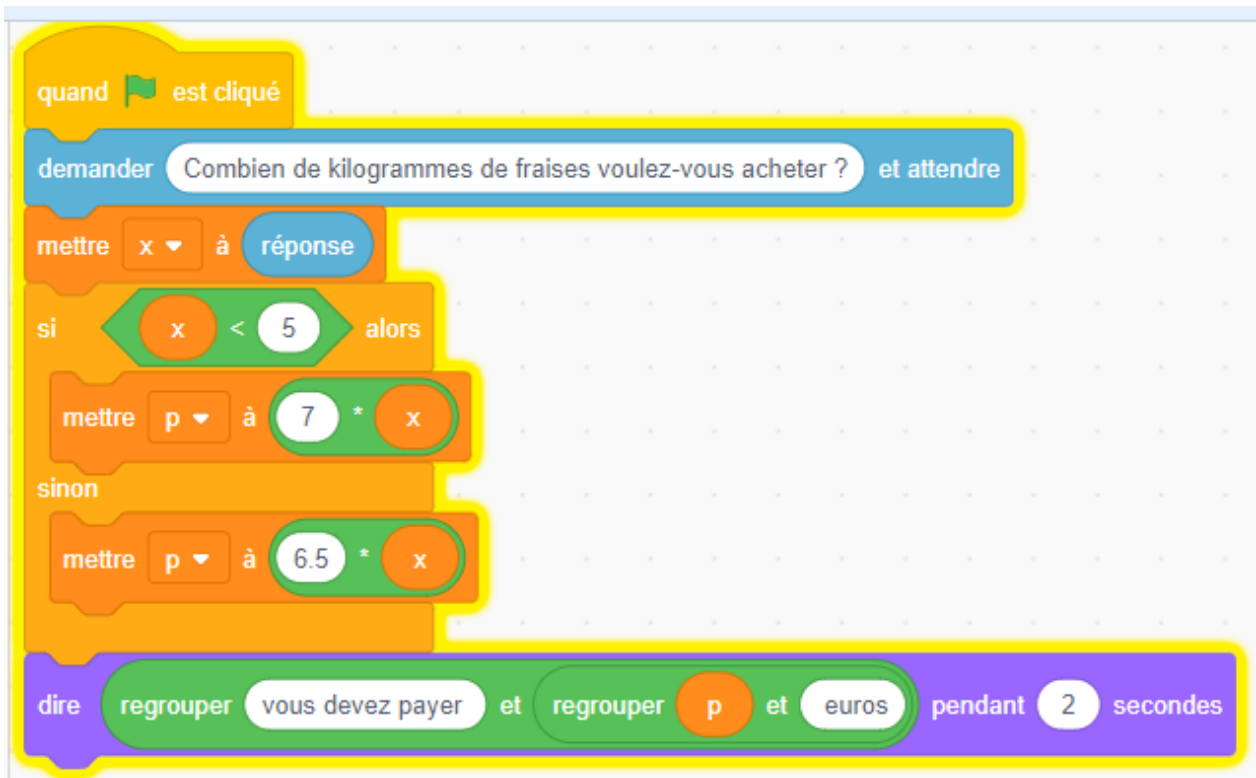 quand est cliqué
demander Combien de kilogrammes de fraises voulez-vous acheter ? et attendre
mettre x à réponse
si x < 5 alors
mettre p à 7 * x
sinon
mettre p à 6.5 * x
dire regrouper vous devez payer et regrouper p et euros pendant 2 secondes